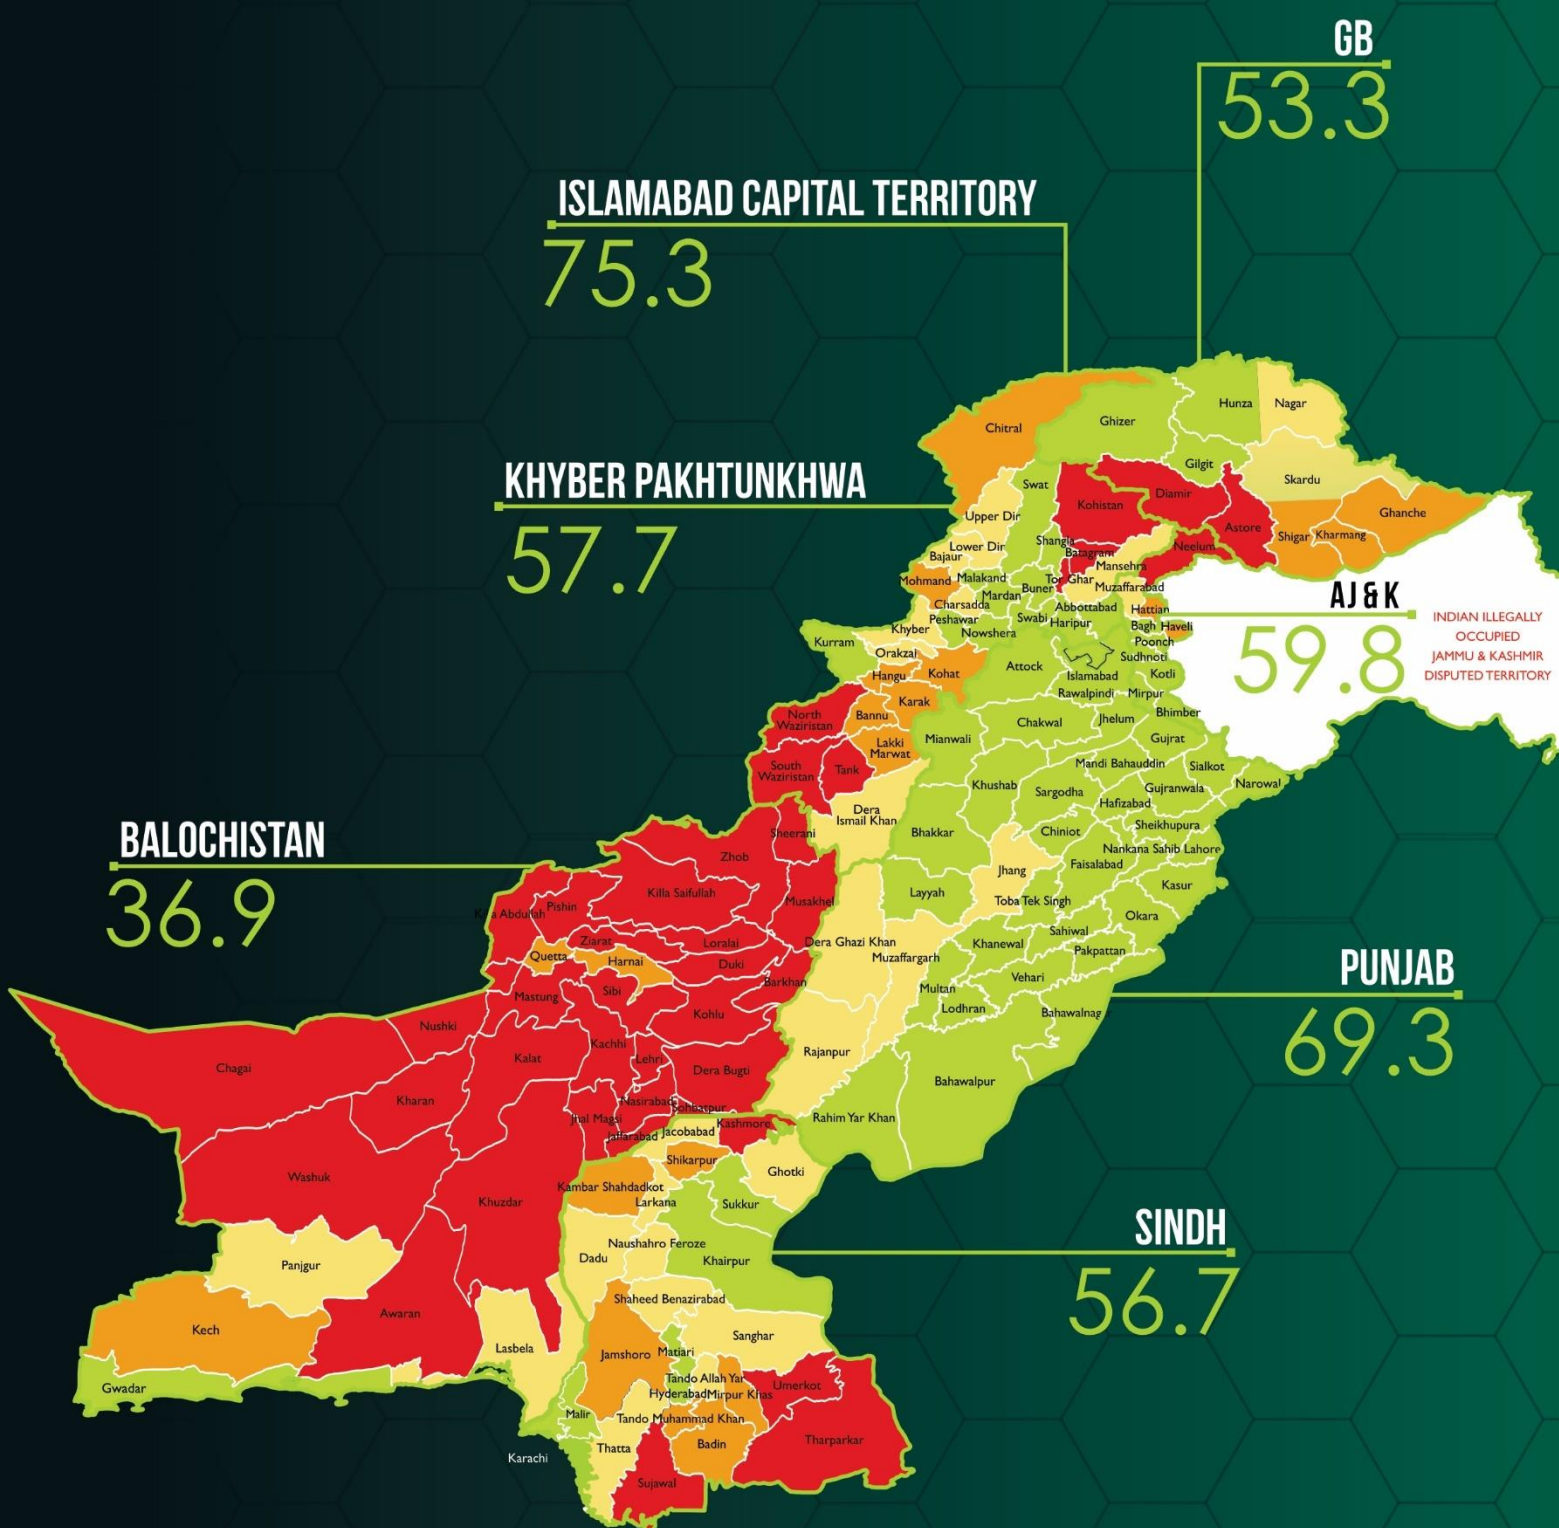 GB
53.3
ISLAMABAD CAPITAL TERRITORY
75.3
KHYBER PAKHTUNKHWA
57.7
AJ & K
59.8
INDIAN ILLEGALLY
OCCUPIED
JAMMU & KASHMIR
DISPUTED TERRITORY
BALOCHISTAN
36.9
PUNJAB
69.3
SINDH
56.7
Chitral
Ghizer
Hunza
Nagar
Gilgit
Skardu
Swat
Kohistan
Diamir
Astore
Shigar
Kharmang
Ghanche
Upper Dir
Lower Dir
Bajaur
Shangla
Batagram
Neelum
Mansehra
Mohmand
Malakand
Buner
Tor Ghar
Muzaffarabad
Mardan
Charsadda
Abbottabad
Hattian
Peshawar
Swabi
Haripur
Bagh
Haveli
Khyber
Nowshera
Poonch
Kurram
Orakzai
Sudhnoti
Hangu
Kohat
Attock
Islamabad
Kotli
Karak
Rawalpindi
Mirpur
North
Waziristan
Bannu
Chakwal
Jhelum
Bhimber
Lakki
Marwat
Mianwali
Gujrat
South
Waziristan
Tank
Mandi Bahauddin
Sialkot
Khushab
Sargodha
Gujranwala
Narowal
Hafizabad
Dera
Ismail Khan
Bhakkar
Chiniot
Sheikhupura
Nankana Sahib
Lahore
Faisalabad
Jhang
Layyah
Toba Tek Singh
Kasur
Okara
Sahiwal
Sheerani
Zhob
Killa Saifullah
Musakhel
Pishin
Ziarat
Loralai
Dera Ghazi Khan
Khanewal
Pakpattan
Quetta
Harnai
Duki
Muzaffargarh
Vehari
Barkhan
Multan
Mastung
Sibi
Lodhran
Kohlu
Nushki
Kachhi
Rajanpur
Kalat
Lehri
Dera Bugti
Chagai
Bahawalpur
Kharan
Nasirabad
Sohbatpur
Rahim Yar Khan
Jhal Magsi
Jaffarabad
Jacobabad
Kashmore
Shikarpur
Ghotki
Washuk
Kambar Shahdadkot
Khuzdar
Larkana
Sukkur
Naushahro Feroze
Dadu
Khairpur
Panjgur
Shaheed Benazirabad
Awaran
Kech
Lasbela
Sanghar
Jamshoro
Matiari
Tando Allah Yar
Umerkot
Gwadar
Hyderabad
Mirpur Khas
Malir
Tando Muhammad Khan
Thatta
Badin
Tharparkar
Karachi
Sujawal